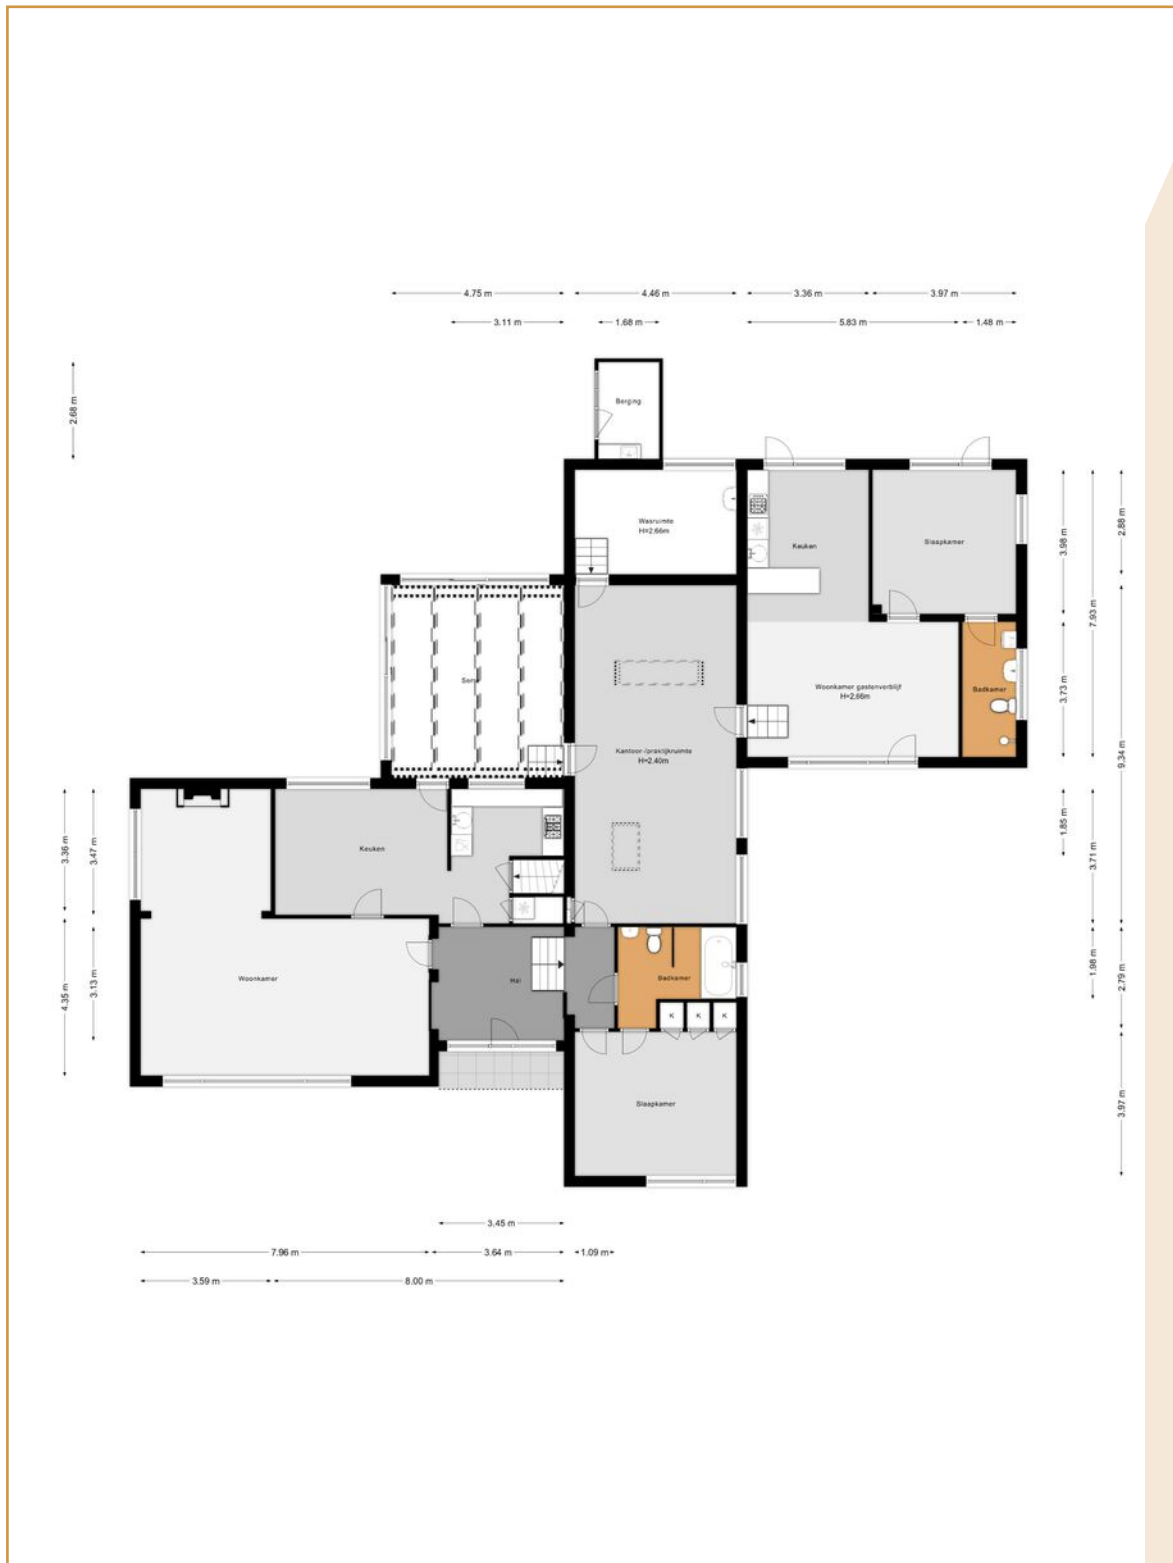 4.75 m
4.46 m
3.36 m
3.97 m
3.11 m
1.68 m
5.83 m
1.48 m
2.68 m
Berging
Wasruimte
H=2.66m
Keuken
Slaapkamer
3.98 m
2.88 m
7.93 m
Woonkamer gastenverblijf
H=2.66m
Badkamer
3.73 m
Kantoor-/praktijkruimte
H=2.40m
9.34 m
Keuken
3.36 m
3.47 m
1.85 m
3.71 m
Woonkamer
Hal
Badkamer
4.35 m
3.13 m
1.98 m
2.79 m
K
K
K
Slaapkamer
3.97 m
3.45 m
7.96 m
3.64 m
1.09 m
3.59 m
8.00 m